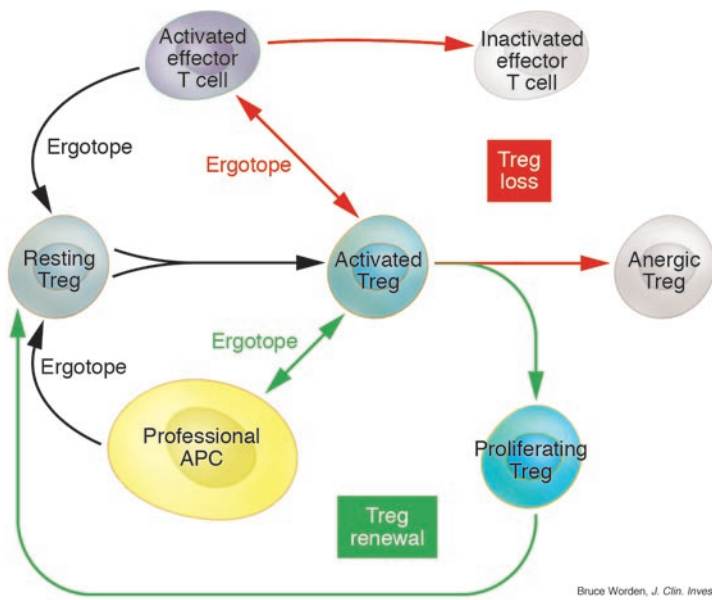 Activated
effector
T cell
Inactivated
effector
T cell
Ergotope
Ergotope
Treg
loss
Resting
Treg
Activated
Treg
Anergic
Treg
Ergotope
Ergotope
Professional
APC
Proliferating
Treg
Treg
renewal
Bruce Worden, J. Clin. Inves